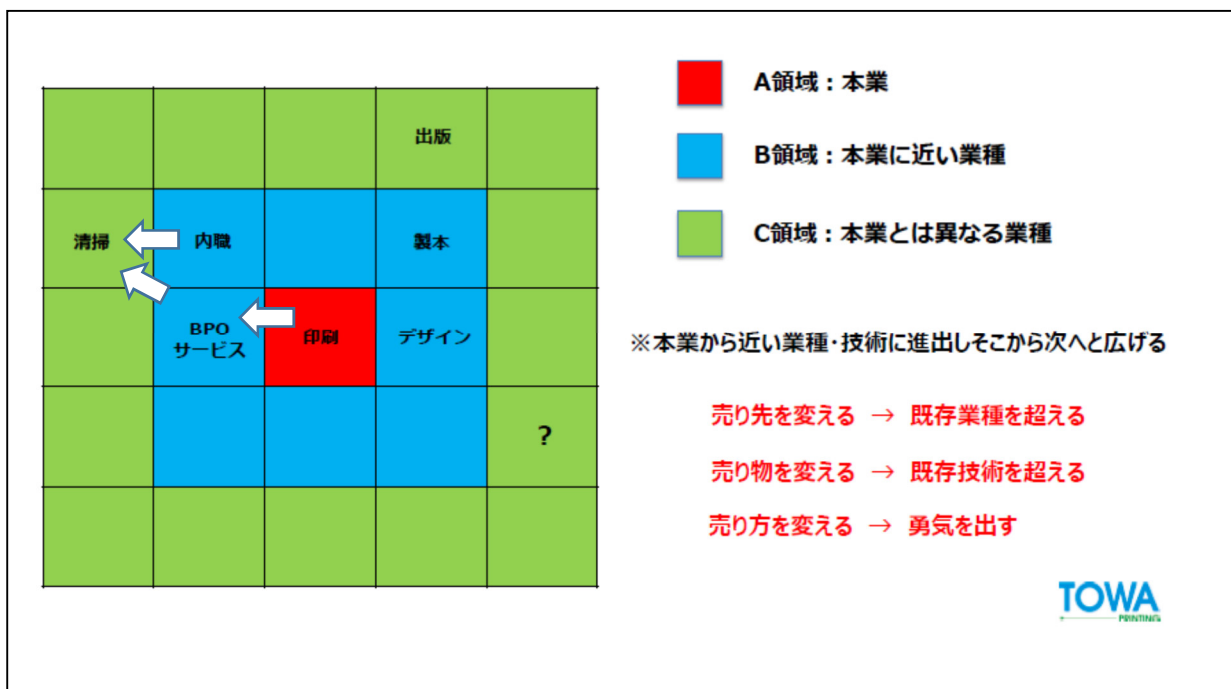 出版
清掃
内職
製本
BPO
サービス
印刷
デザイン
?
A領域:本業
B領域:本業に近い業種
C領域:本業とは異なる業種
※本業から近い業種・技術に進出しそこから次へと広げる
売り先を変える → 既存業種を超える
売り物を変える → 既存技術を超える
売り方を変える → 勇気を出す
TOWA
PRINTING